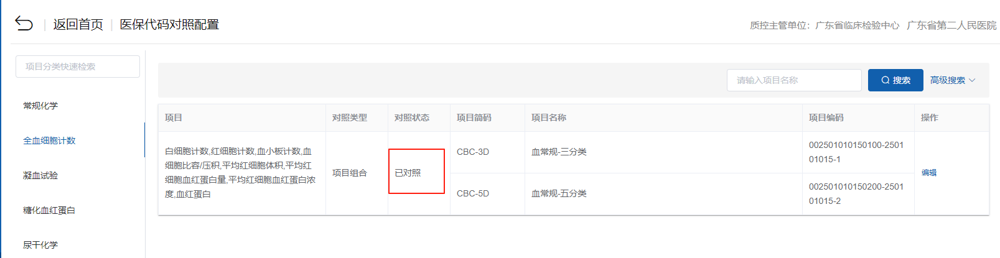 返回首页 | 医保代码对照配置
质控主管单位：广东省临床检验中心 广东省第二人民医院
项目分类快速检索
常规化学
全血细胞计数
凝血试验
糖化血红蛋白
尿干化学
请输入项目名称 搜索 高级搜索
项目 对照类型 对照状态 项目简码 项目名称 项目编码 操作
白细胞计数,红细胞计数,血小板计数,血
细胞比容/压积,平均红细胞体积,平均红
细胞血红蛋白量,平均红细胞血红蛋白浓
度,血红蛋白
项目组合
已对照
CBC-3D 血常规-三分类 002501010150100-2501
01015-1
CBC-5D 血常规-五分类 002501010150200-2501
01015-2
编辑